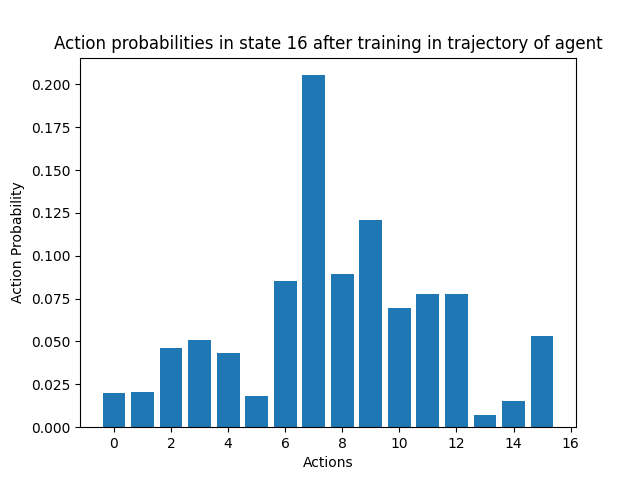 Action probabilities in state 16 after training in trajectory of agent
0.200
0.175
0.150
0.125
0.100
0.075
0.050
0.025
0.000
Action Probability
0 2 4 6 8 10 12 14 16
Actions